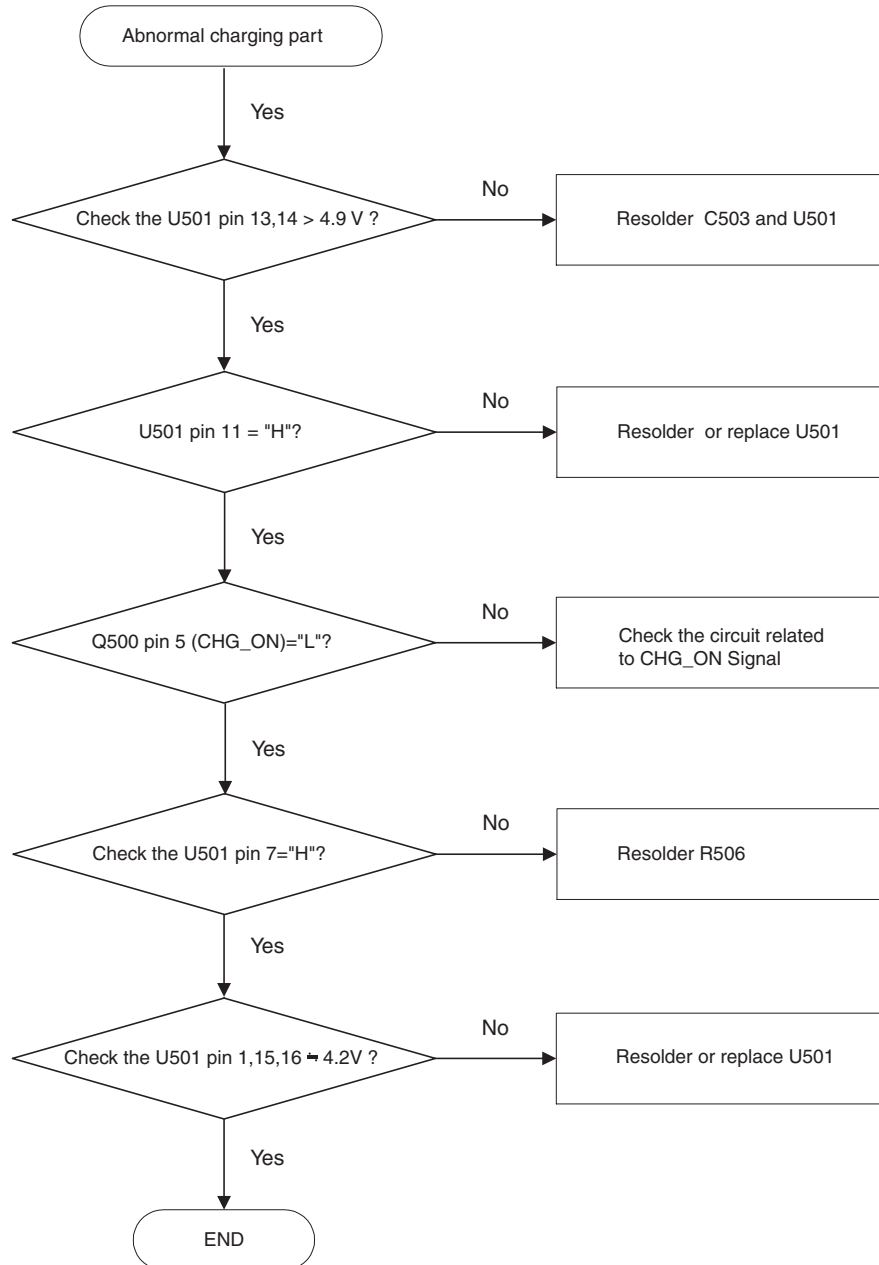 Abnormal charging part
Yes
Check the U501 pin 13,14 > 4.9 V ?
No
Resolder C503 and U501
Yes
U501 pin 11 = "H"?
No
Resolder or replace U501
Yes
Q500 pin 5 (CHG_ON)="L"?
No
Check the circuit related
to CHG_ON Signal
Yes
Check the U501 pin 7="H"?
No
Resolder R506
Yes
Check the U501 pin 1,15,16 ≒ 4.2V ?
No
Resolder or replace U501
Yes
END